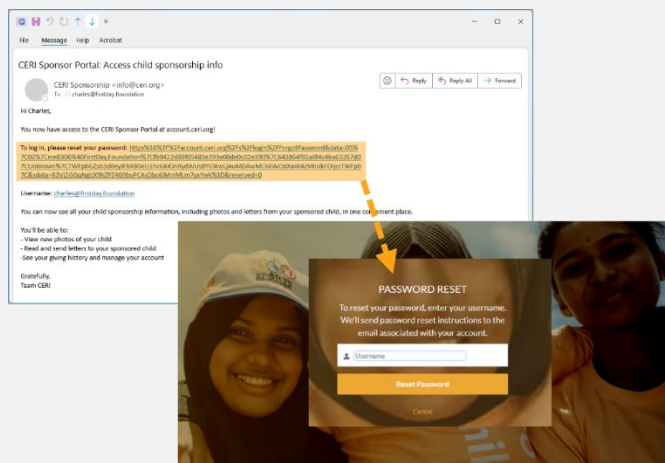 File Message Help Acrobat
CERI Sponsor Portal: Access child sponsorship info
CERI Sponsorship <info@ceri.org>
To charles@firstday.foundation
Reply Reply All Forward
Hi Charles,
You now have access to the CERI Sponsor Portal at account.ceri.org!
To log in, please reset your password:
Username: charles@firstday.foundation
You can now see all your child sponsorship information, including photos and letters from your sponsored child, in one convenient place.
You'll be able to:
- View new photos of your child
- Read and send letters to your sponsored child
-See your giving history and manage your account
Gratefully,
Team CERI
SPORTS
PASSWORD RESET
To reset your password, enter your username.
We'll send password reset instructions to the
email associated with your account.
Username
Reset Password
Cancel